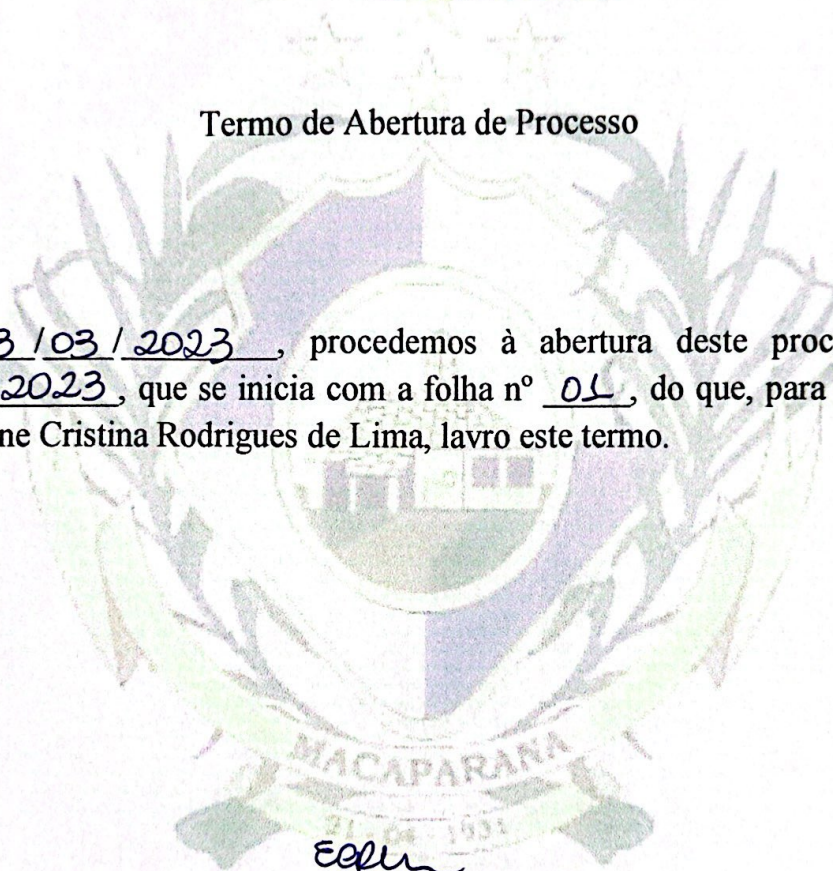 Termo de Abertura de Processo
3 /03 / 2023, procedemos à abertura deste proc
2023, que se inicia com a folha nº 01, do que, para
ne Cristina Rodrigues de Lima, lavro este termo.
MACAPARANA